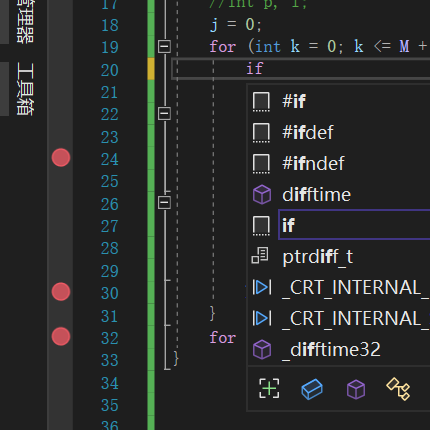 管理器
工具箱
17 //int p, l;
18 j = 0;
19 for (int k = 0; k <= M +
20 if
21
22
23
24
25
26
27
28
29
30
31 }
32 for
33 }
34
35
36
#if
#ifdef
#ifndef
difftime
if
ptrdiff_t
_CRT_INTERNAL_
_CRT_INTERNAL_
_difftime32